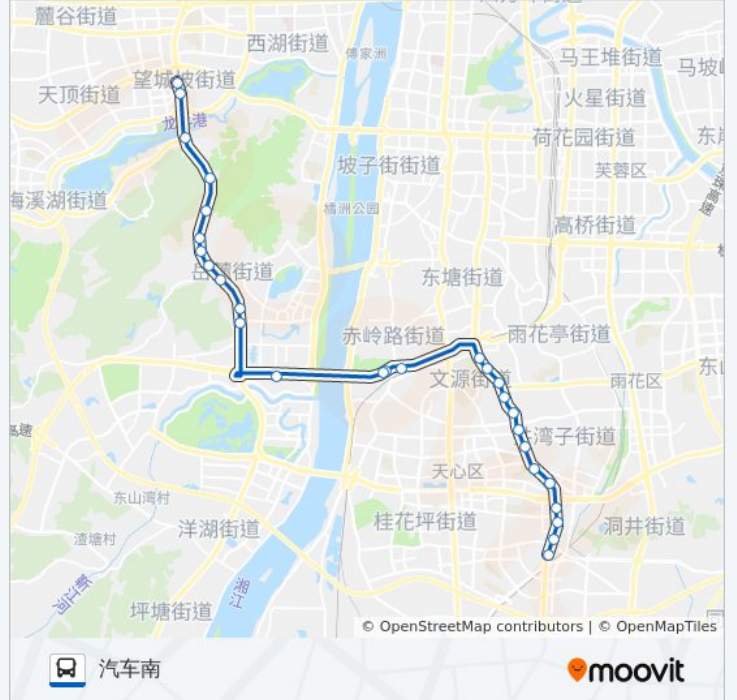 麓谷街道
西湖街道
傅家洲
马王堆街道
马坡
望城坡街道
天顶街道
火星街道
龙
港
荷花园街道
东
坡子街街道
芙蓉区
海溪湖街道
橘洲公园
高桥街道
岳麓街道
东塘街道
赤岭路街道
雨花亭街道
东
文源街道
雨花区
高速
湾子街道
天心区
东山湾村
洋湖街道
桂花坪街道
洞井街道
渣塘村
靳江河
湘江
坪塘街道
© OpenStreetMap contributors | © OpenMapTiles
汽车南
moovit